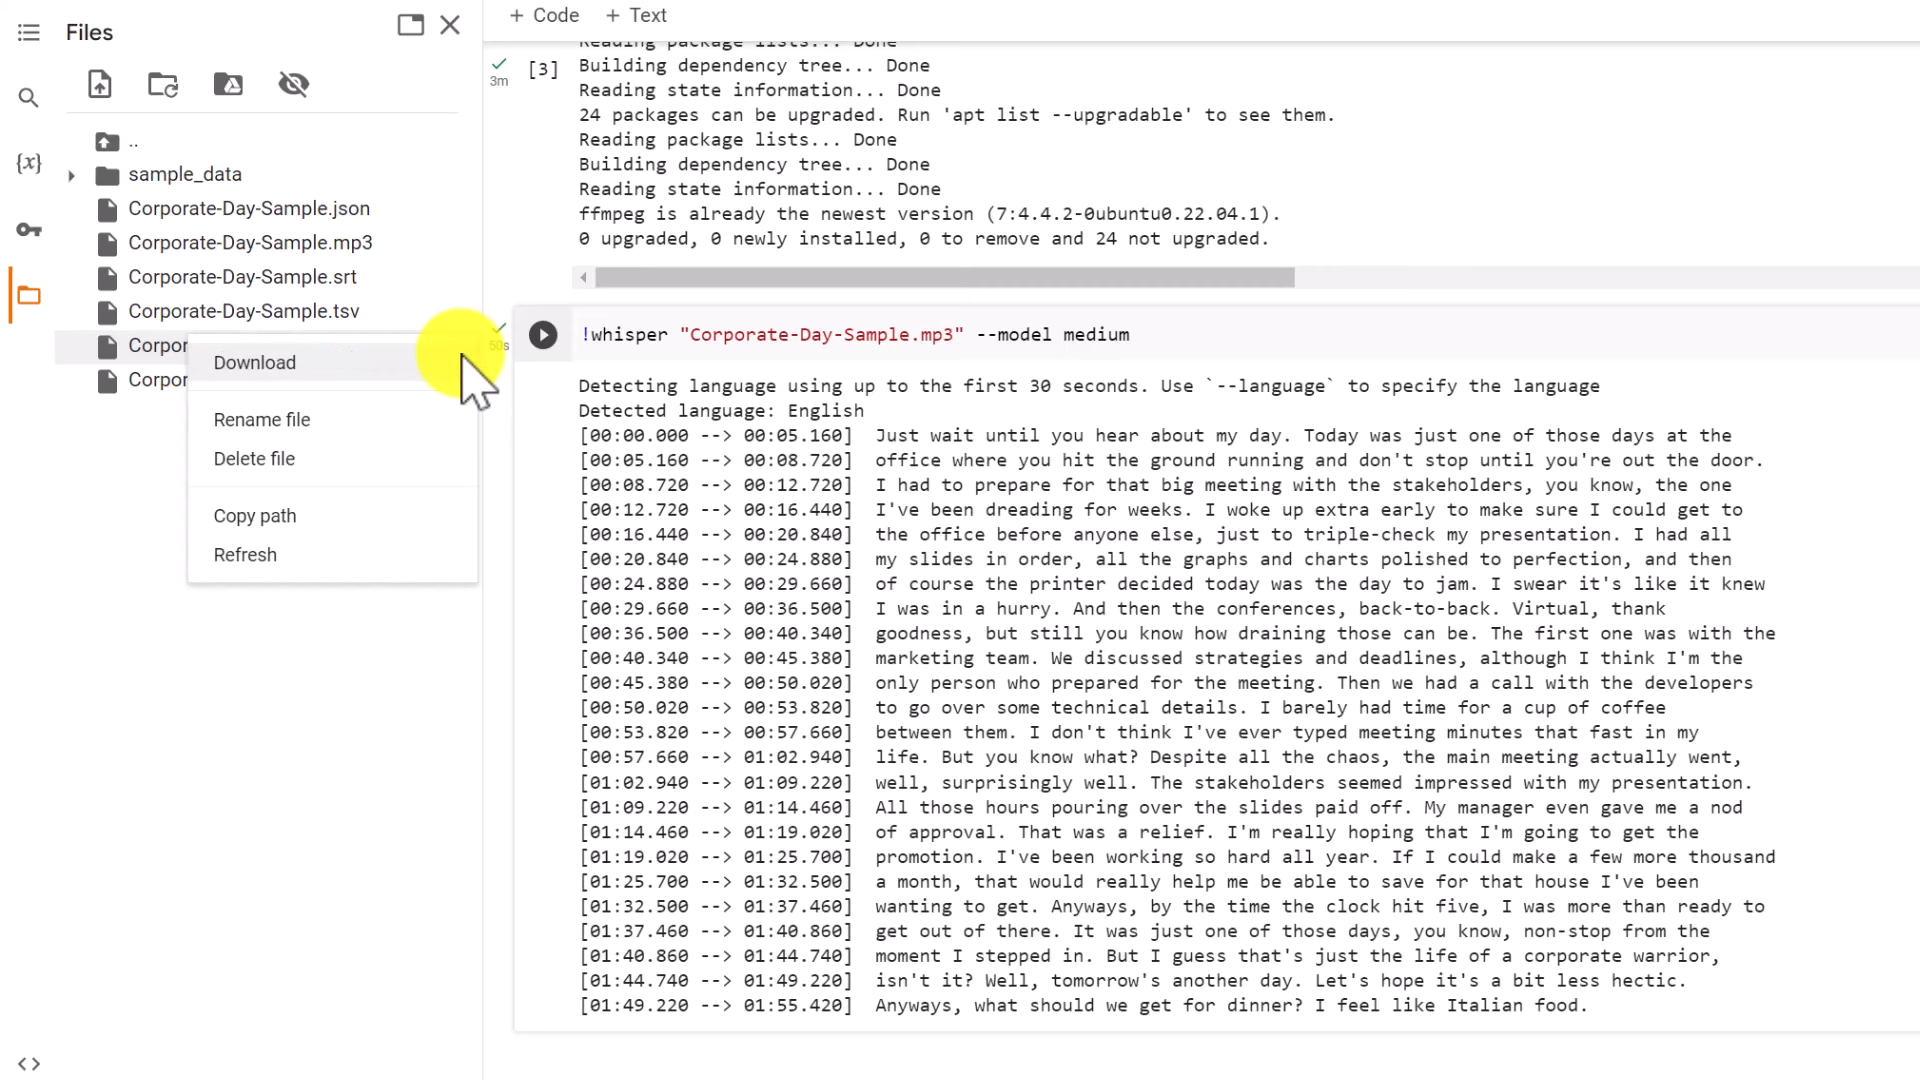 Files
..
sample_data
Corporate-Day-Sample.json
Corporate-Day-Sample.mp3
Corporate-Day-Sample.srt
Corporate-Day-Sample.tsv
Corpor
Corpor
Download
Rename file
Delete file
Copy path
Refresh
{x}
<>
+ Code + Text
Reading package lists... Done
3m
[3]
Building dependency tree... Done
Reading state information... Done
24 packages can be upgraded. Run 'apt list --upgradable' to see them.
Reading package lists... Done
Building dependency tree... Done
Reading state information... Done
ffmpeg is already the newest version (7:4.4.2-0ubuntu0.22.04.1).
0 upgraded, 0 newly installed, 0 to remove and 24 not upgraded.
50s
!whisper "Corporate-Day-Sample.mp3" --model medium
Detecting language using up to the first 30 seconds. Use `--language` to specify the language
Detected language: English
[00:00.000 --> 00:05.160] Just wait until you hear about my day. Today was just one of those days at the
[00:05.160 --> 00:08.720] office where you hit the ground running and don't stop until you're out the door.
[00:08.720 --> 00:12.720] I had to prepare for that big meeting with the stakeholders, you know, the one
[00:12.720 --> 00:16.440] I've been dreading for weeks. I woke up extra early to make sure I could get to
[00:16.440 --> 00:20.840] the office before anyone else, just to triple-check my presentation. I had all
[00:20.840 --> 00:24.880] my slides in order, all the graphs and charts polished to perfection, and then
[00:24.880 --> 00:29.660] of course the printer decided today was the day to jam. I swear it's like it knew
[00:29.660 --> 00:36.500] I was in a hurry. And then the conferences, back-to-back. Virtual, thank
[00:36.500 --> 00:40.340] goodness, but still you know how draining those can be. The first one was with the
[00:40.340 --> 00:45.380] marketing team. We discussed strategies and deadlines, although I think I'm the
[00:45.380 --> 00:50.020] only person who prepared for the meeting. Then we had a call with the developers
[00:50.020 --> 00:53.820] to go over some technical details. I barely had time for a cup of coffee
[00:53.820 --> 00:57.660] between them. I don't think I've ever typed meeting minutes that fast in my
[00:57.660 --> 01:02.940] life. But you know what? Despite all the chaos, the main meeting actually went,
[01:02.940 --> 01:09.220] well, surprisingly well. The stakeholders seemed impressed with my presentation.
[01:09.220 --> 01:14.460] All those hours pouring over the slides paid off. My manager even gave me a nod
[01:14.460 --> 01:19.020] of approval. That was a relief. I'm really hoping that I'm going to get the
[01:19.020 --> 01:25.700] promotion. I've been working so hard all year. If I could make a few more thousand
[01:25.700 --> 01:32.500] a month, that would really help me be able to save for that house I've been
[01:32.500 --> 01:37.460] wanting to get. Anyways, by the time the clock hit five, I was more than ready to
[01:37.460 --> 01:40.860] get out of there. It was just one of those days, you know, non-stop from the
[01:40.860 --> 01:44.740] moment I stepped in. But I guess that's just the life of a corporate warrior,
[01:44.740 --> 01:49.220] isn't it? Well, tomorrow's another day. Let's hope it's a bit less hectic.
[01:49.220 --> 01:55.420] Anyways, what should we get for dinner? I feel like Italian food.